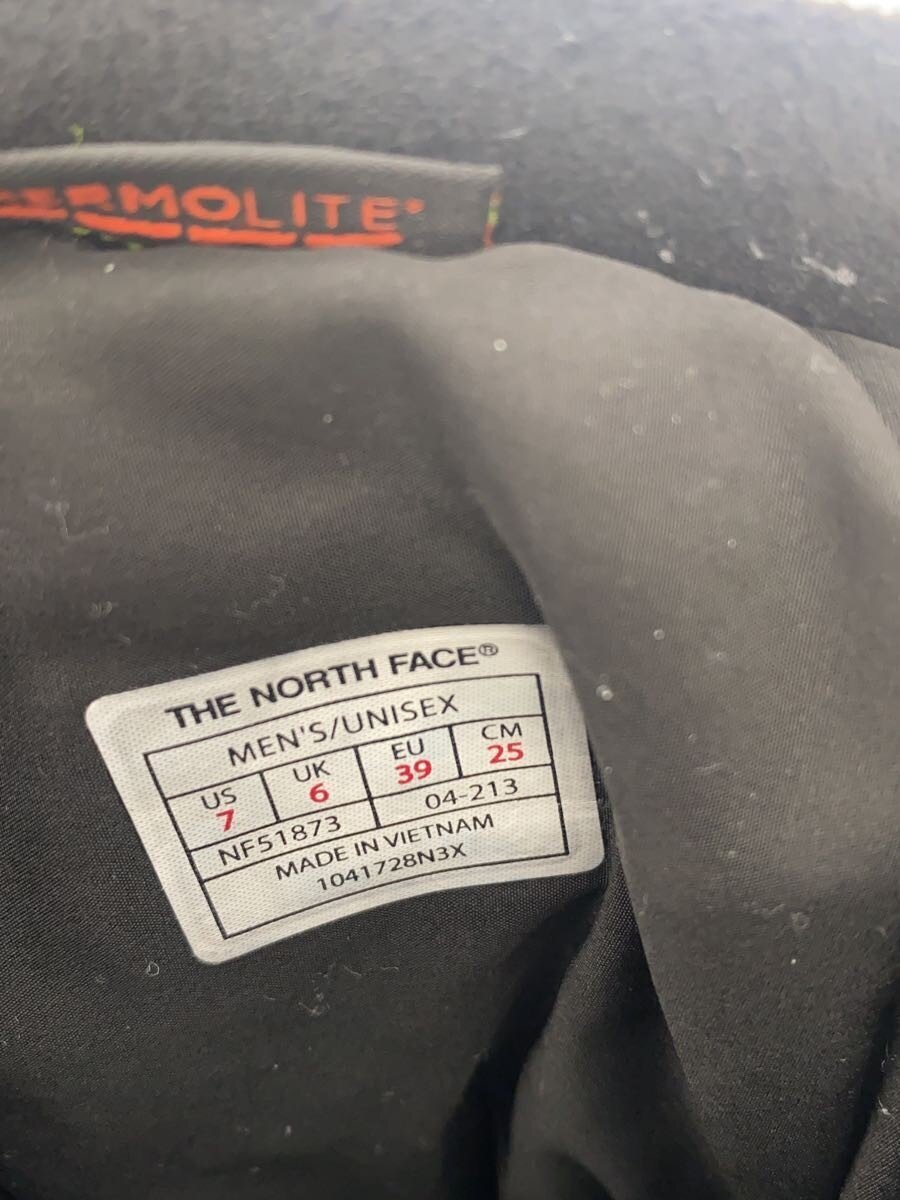 ERMOLITE®
THE NORTH FACE®
MEN'S/UNISEX
US UK EU CM
7 6 39 25
NF51873 04-213
MADE IN VIETNAM
1041728N3X